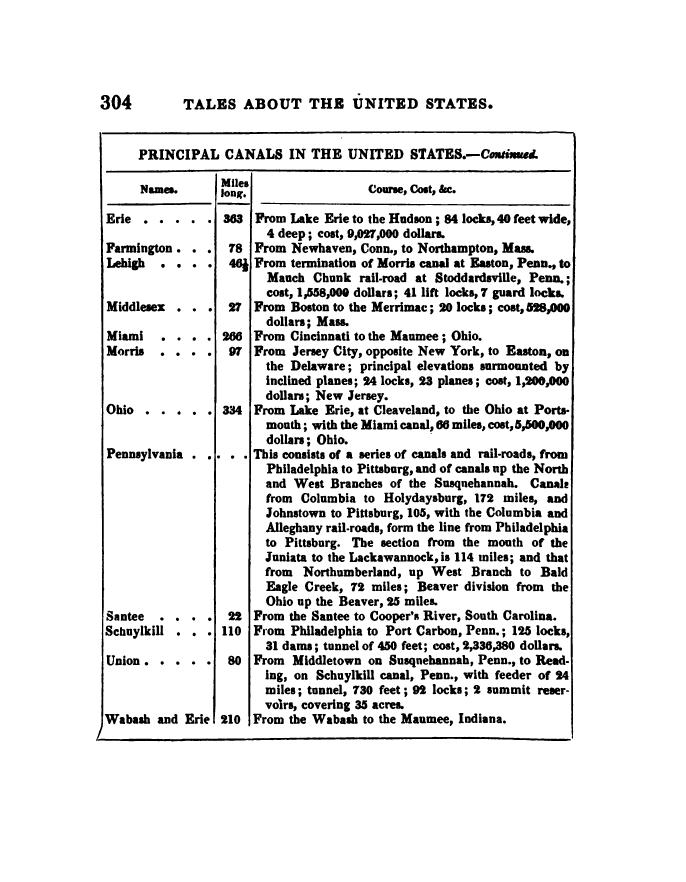 304 TALES ABOUT THE UNITED STATES.
PRINCIPAL CANALS IN THE UNITED STATES.—Continued.
Names. Miles long. Course, Cost, &c.
Erie . . . . . 363 From Lake Erie to the Hudson; 84 locks, 40 feet wide,
4 deep; cost, 9,027,000 dollars.
Farmington . . . 78 From Newhaven, Conn., to Northampton, Mass.
Lehigh . . . . 46½ From termination of Morris canal at Easton, Penn., to
Mauch Chunk rail-road at Stoddardsville, Penn.;
cost, 1,558,000 dollars; 41 lift locks, 7 guard locks.
Middlesex . . . 27 From Boston to the Merrimac; 20 locks; cost, 528,000
dollars; Mass.
Miami . . . . 266 From Cincinnati to the Maumee; Ohio.
Morris . . . . 97 From Jersey City, opposite New York, to Easton, on
the Delaware; principal elevations surmounted by
inclined planes; 24 locks, 23 planes; cost, 1,200,000
dollars; New Jersey.
Ohio . . . . . 334 From Lake Erie, at Cleaveland, to the Ohio at Ports-
mouth; with the Miami canal, 66 miles, cost, 5,500,000
dollars; Ohio.
Pennsylvania . . . . . This consists of a series of canals and rail-roads, from
Philadelphia to Pittsburg, and of canals up the North
and West Branches of the Susquehannah. Canals
from Columbia to Holydaysburg, 172 miles, and
Johnstown to Pittsburg, 105, with the Columbia and
Alleghany rail-roads, form the line from Philadelphia
to Pittsburg. The section from the mouth of the
Juniata to the Lackawannock, is 114 miles; and that
from Northumberland, up West Branch to Bald
Eagle Creek, 72 miles; Beaver division from the
Ohio up the Beaver, 25 miles.
Santee . . . . 22 From the Santee to Cooper's River, South Carolina.
Schuylkill . . . 110 From Philadelphia to Port Carbon, Penn.; 125 locks,
31 dams; tunnel of 450 feet; cost, 2,336,380 dollars.
Union . . . . . 80 From Middletown on Susquehannah, Penn., to Read-
ing, on Schuylkill canal, Penn., with feeder of 24
miles; tunnel, 730 feet; 92 locks; 2 summit reser-
voirs, covering 35 acres.
Wabash and Erie 210 From the Wabash to the Maumee, Indiana.